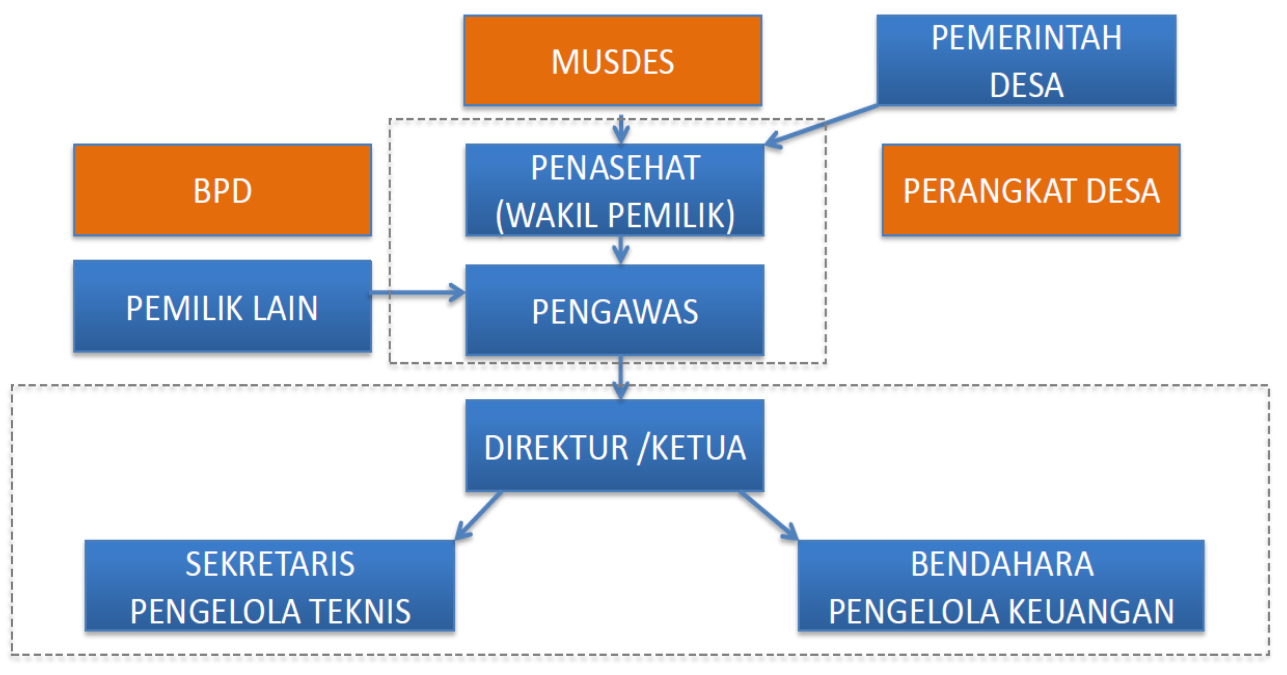 MUSDES
PEMERINTAH
DESA
BPD
PENASEHAT
(WAKIL PEMILIK)
PERANGKAT DESA
PEMILIK LAIN
PENGAWAS
DIREKTUR /KETUA
SEKRETARIS
PENGELOLA TEKNIS
BENDAHARA
PENGELOLA KEUANGAN